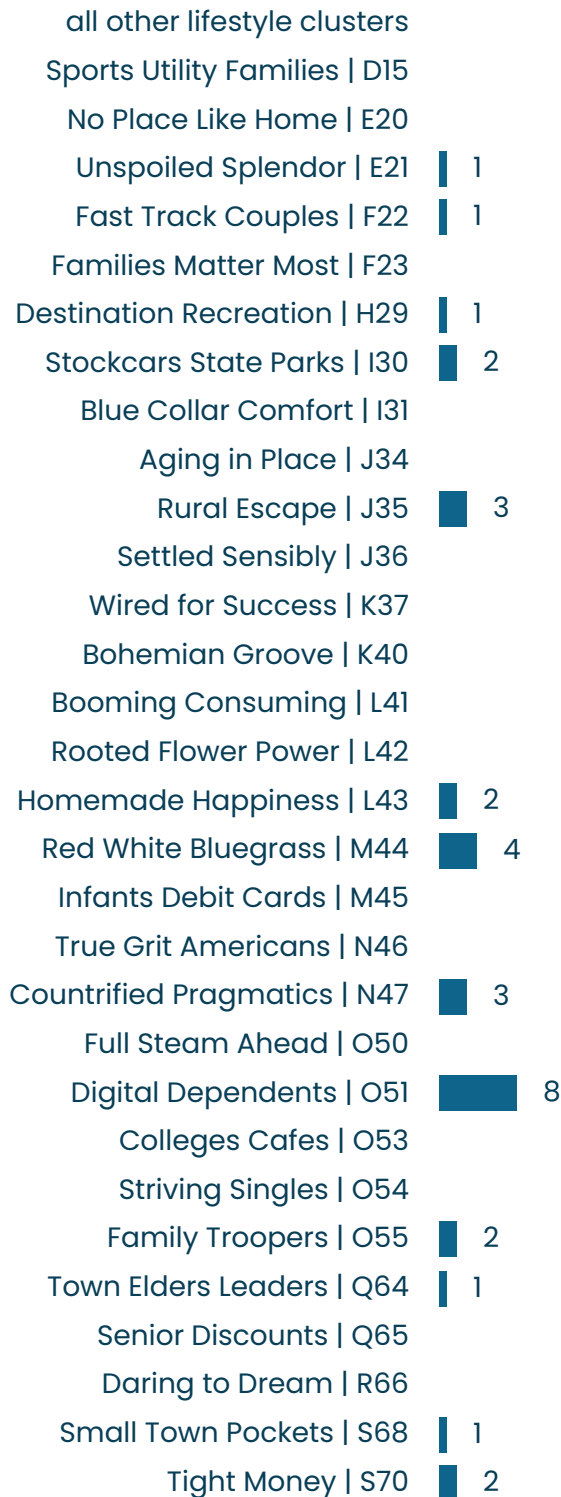 all other lifestyle clusters
Sports Utility Families | D15
No Place Like Home | E20
Unspoiled Splendor | E21 1
Fast Track Couples | F22 1
Families Matter Most | F23
Destination Recreation | H29 1
Stockcars State Parks | I30 2
Blue Collar Comfort | I31
Aging in Place | J34
Rural Escape | J35 3
Settled Sensibly | J36
Wired for Success | K37
Bohemian Groove | K40
Booming Consuming | L41
Rooted Flower Power | L42
Homemade Happiness | L43 2
Red White Bluegrass | M44 4
Infants Debit Cards | M45
True Grit Americans | N46
Countrified Pragmatics | N47 3
Full Steam Ahead | O50
Digital Dependents | O51 8
Colleges Cafes | O53
Striving Singles | O54
Family Troopers | O55 2
Town Elders Leaders | Q64 1
Senior Discounts | Q65
Daring to Dream | R66
Small Town Pockets | S68 1
Tight Money | S70 2